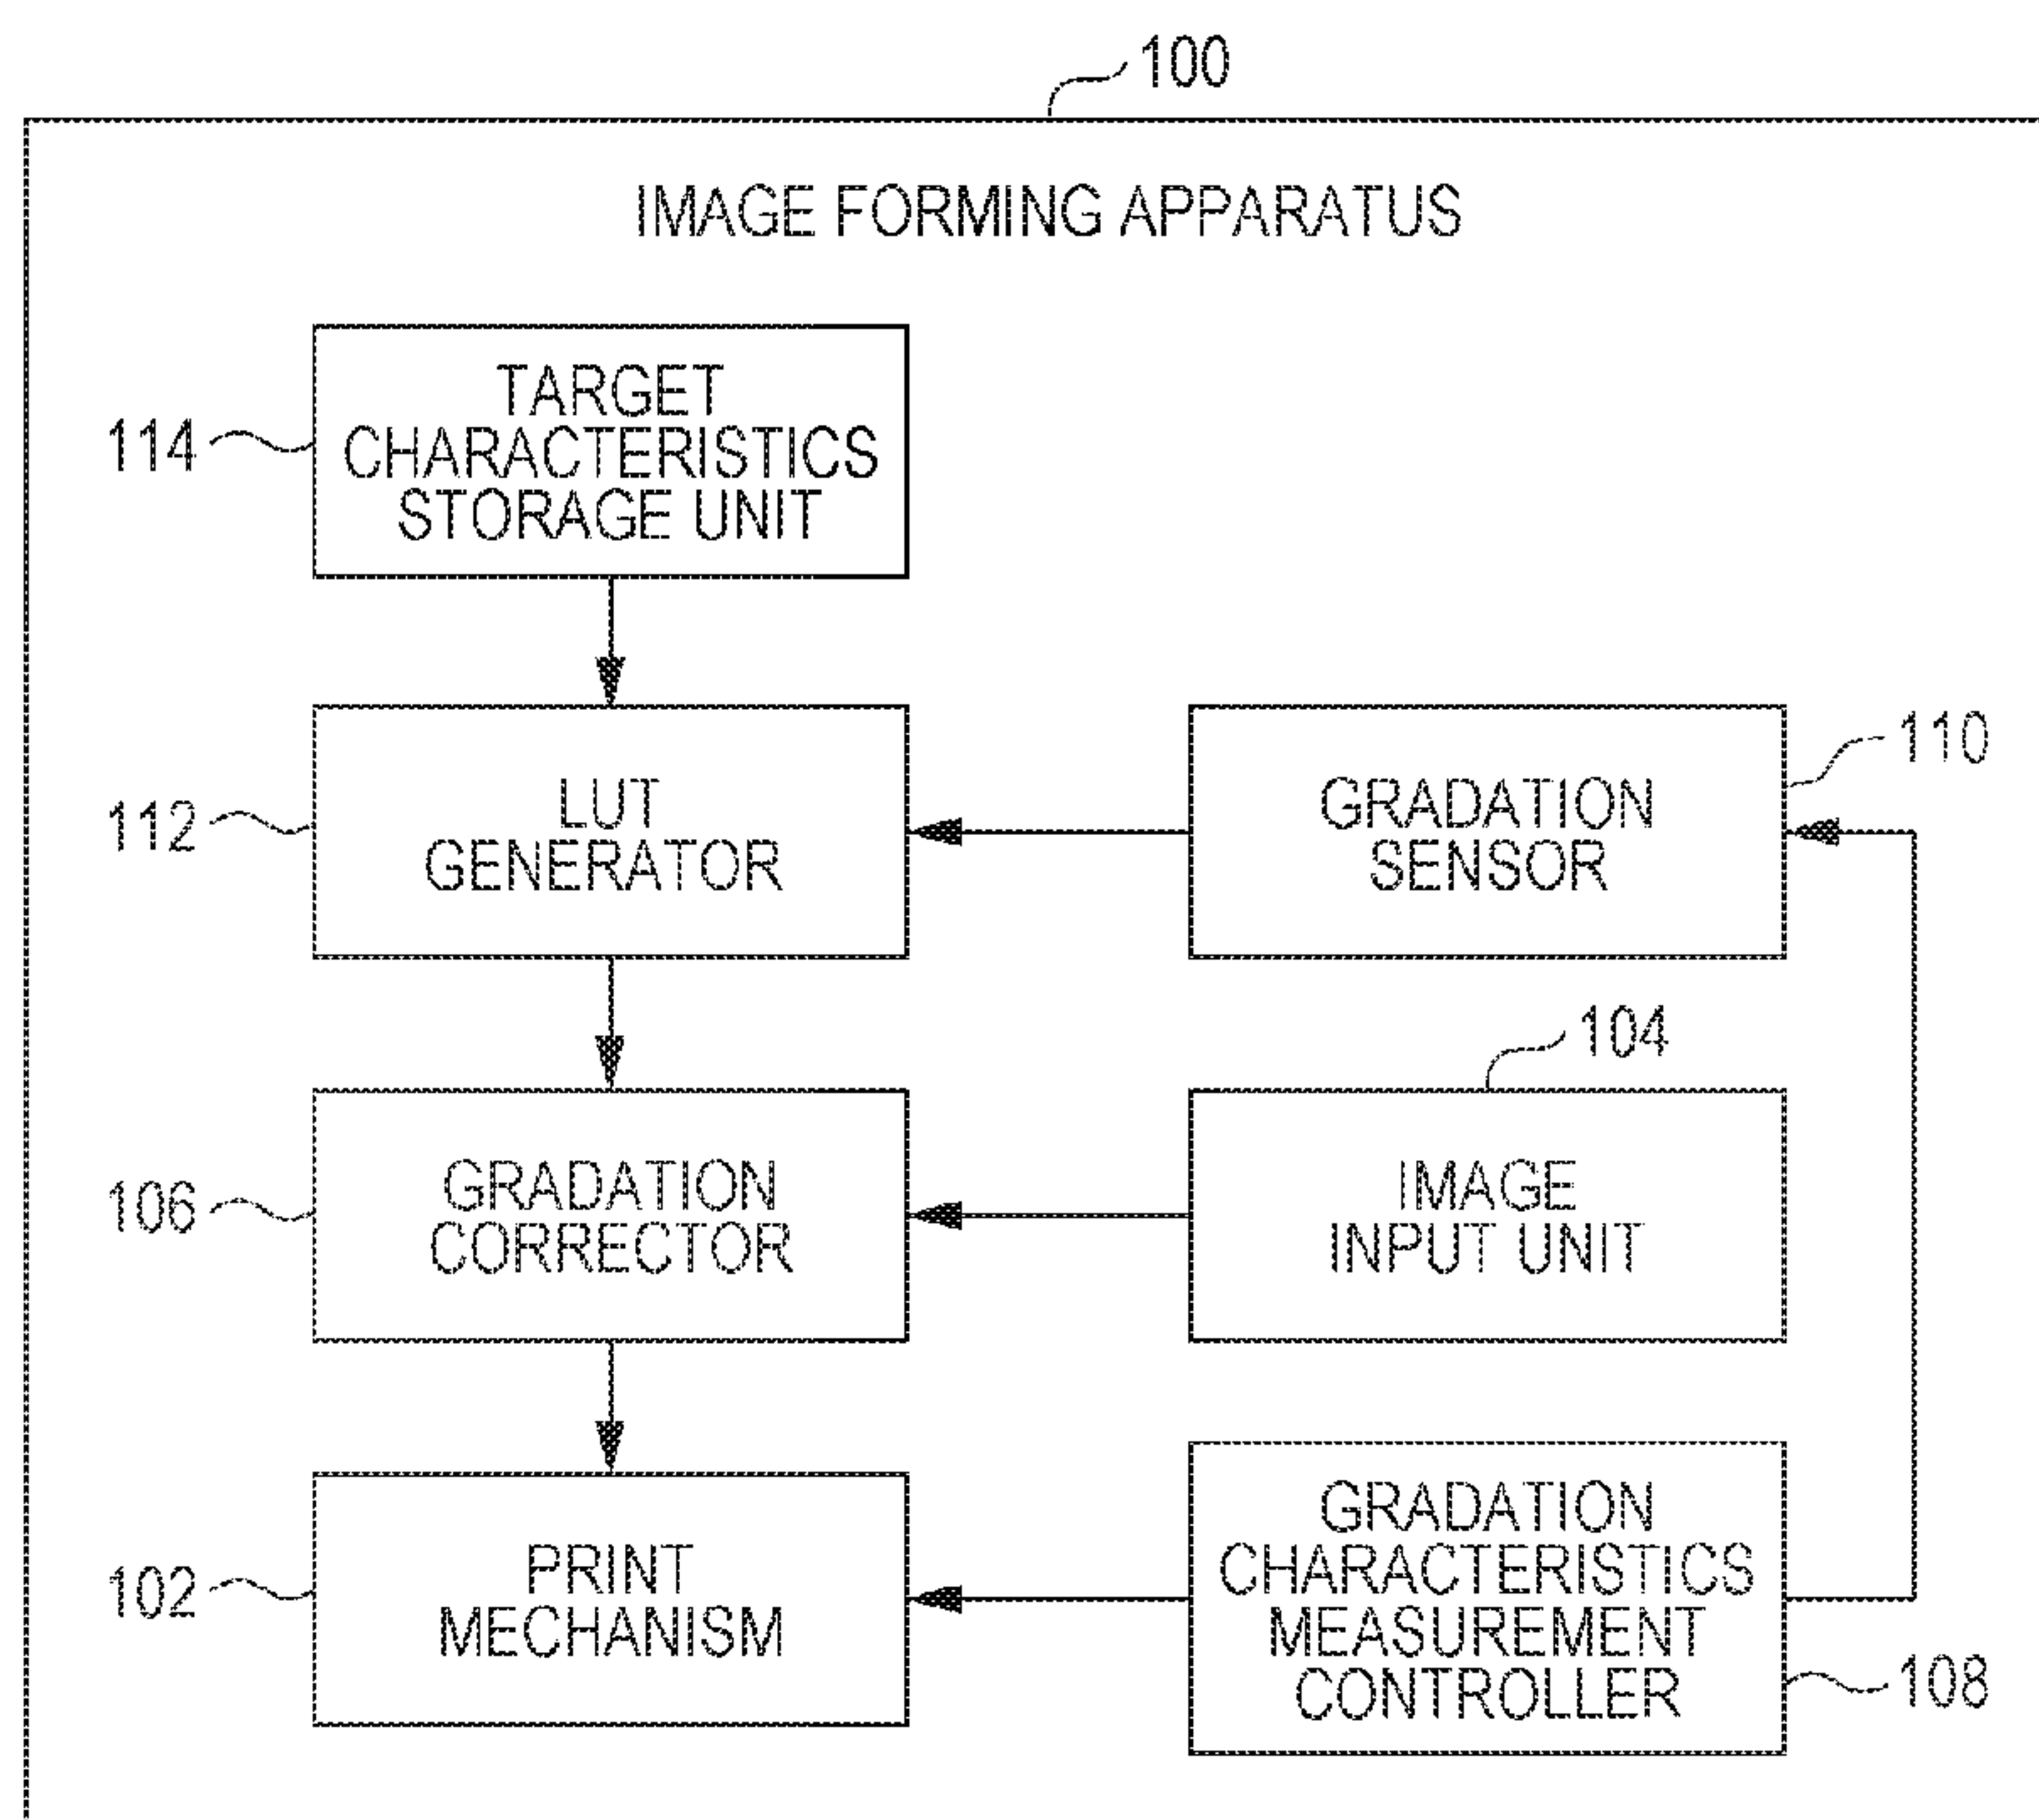 100
IMAGE FORMING APPARATUS
TARGET
CHARACTERISTICS
STORAGE UNIT
114
LUT
GENERATOR
112
GRADATION
SENSOR
110
104
GRADATION
CORRECTOR
106
IMAGE
INPUT UNIT
PRINT
MECHANISM
102
GRADATION
CHARACTERISTICS
MEASUREMENT
CONTROLLER
108